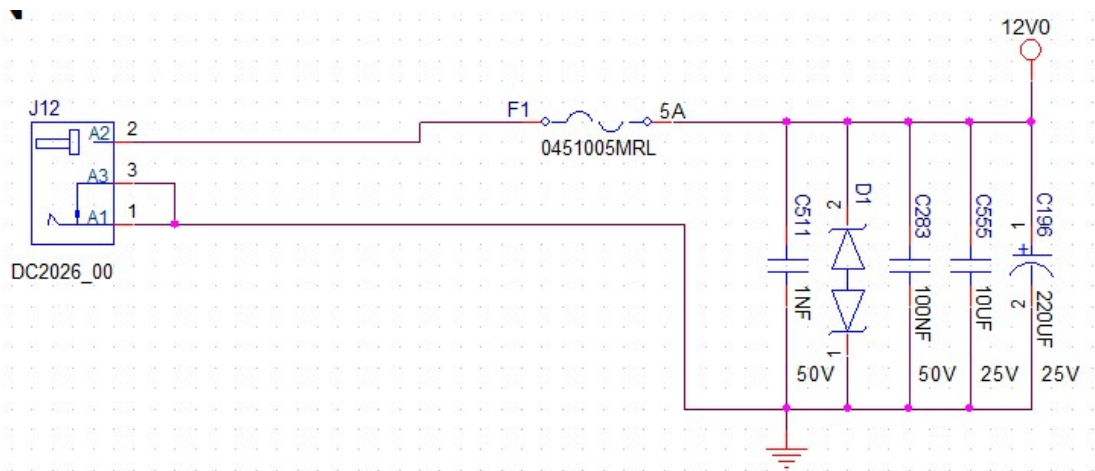 12V0
J12
A2 2
A3 3
A1 1
DC2026_00
F1
5A
0451005MRL
C511
1NF
50V
2
D1
1
C283
100NF
50V
C555
10UF
25V
1
C196
+
2
220UF
25V